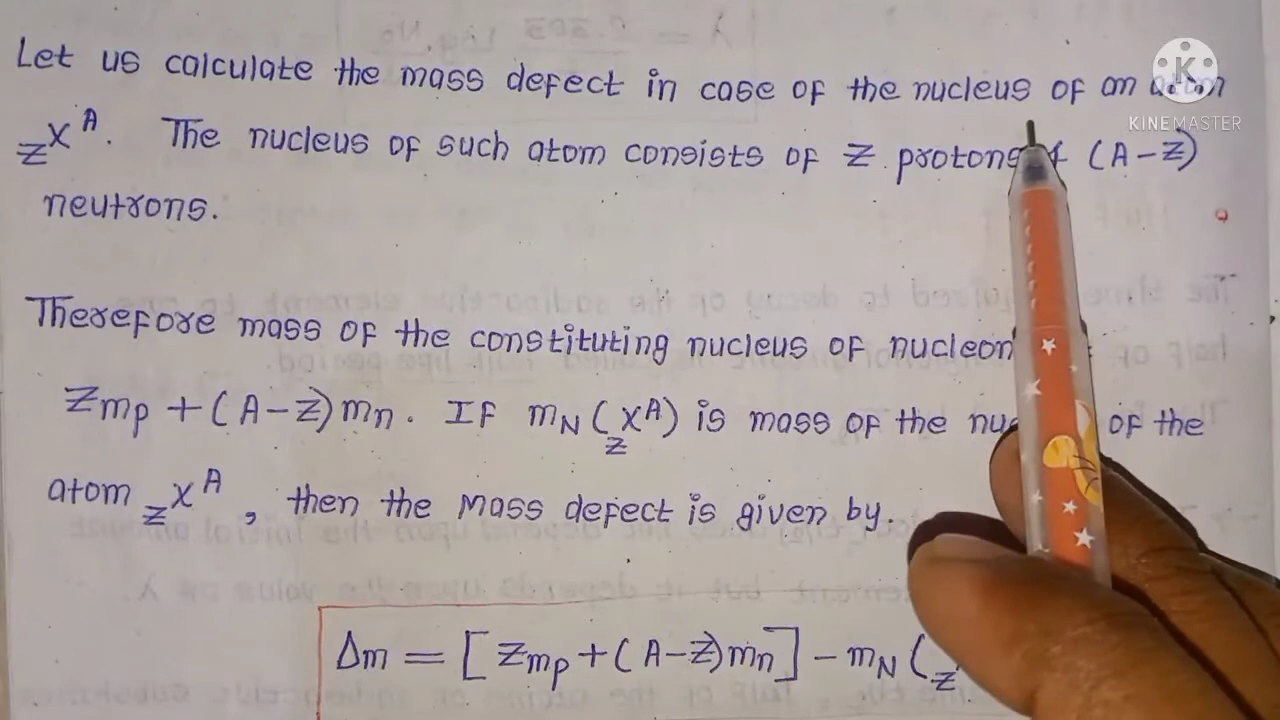 Let us calculate the mass defect in case of the nucleus of an atom
zX^A. The nucleus of such atom consists of Z protons & (A-Z)
neutrons.
Therefore mass of the constituting nucleus of nucleon
Zmp + (A-Z)mn. If mN(zX^A) is mass of the of the
atom zX^A, then the mass defect is given by.
Δm = [Zmp + (A-Z)mn] - mN(z
KINEMASTER